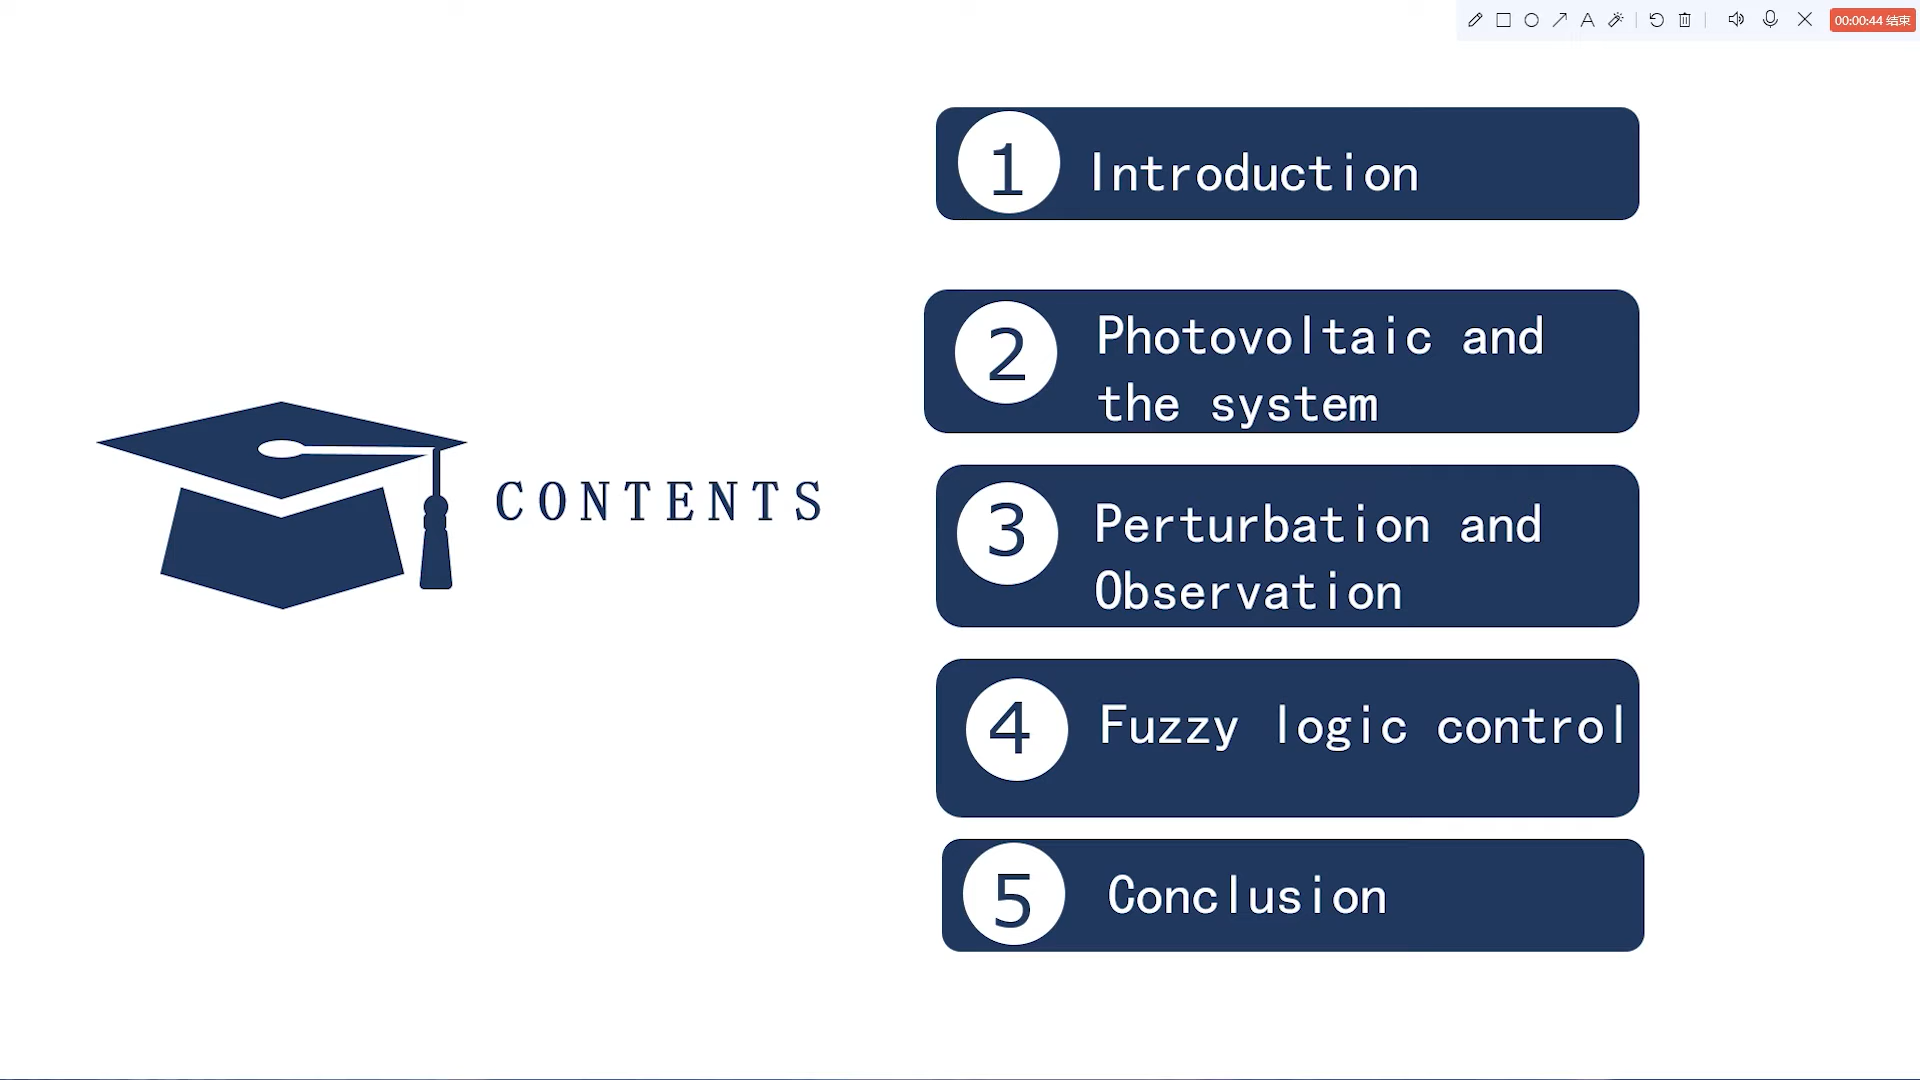 A
00:00:44 结束
1
Introduction
2
Photovoltaic and
the system
CONTENTS
3
Perturbation and
Observation
4
Fuzzy logic control
5
Conclusion